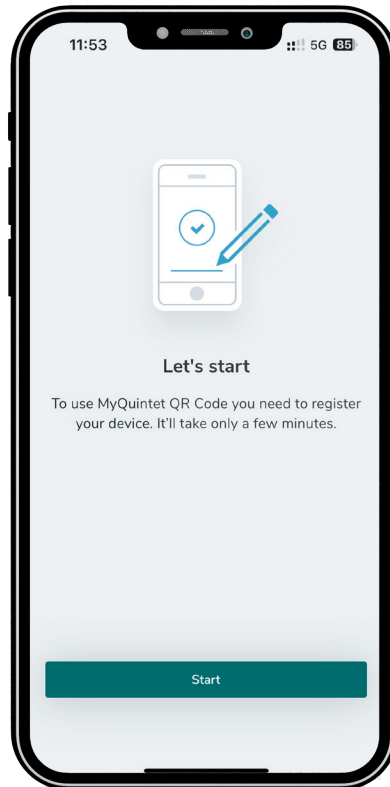 11:53 5G 85
Let's start
To use MyQuintet QR Code you need to register
your device. It'll take only a few minutes.
Start